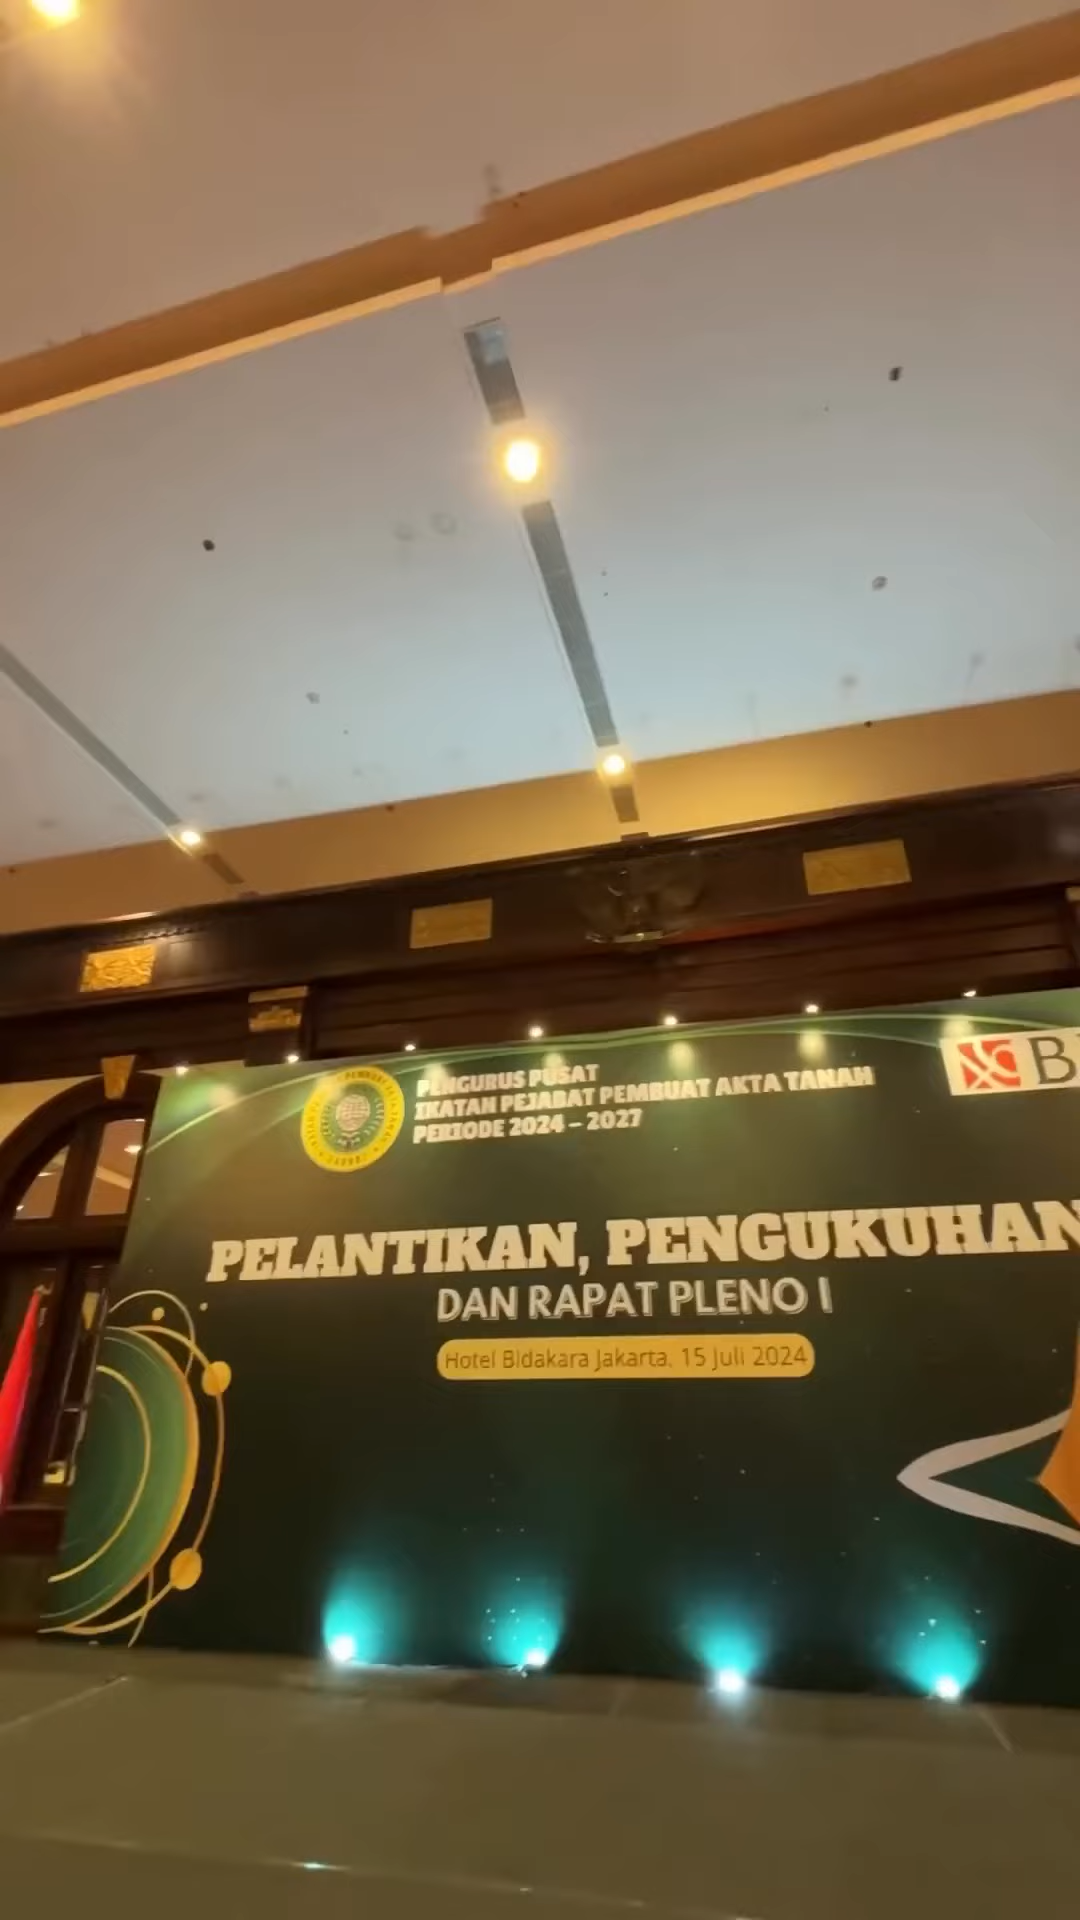 PENGURUS PUSAT
IKATAN PEJABAT PEMBUAT AKTA TANAH
PERIODE 2024 - 2027
B
PELANTIKAN, PENGUKUHAN
DAN RAPAT PLENO I
Hotel Bidakara Jakarta, 15 Juli 2024